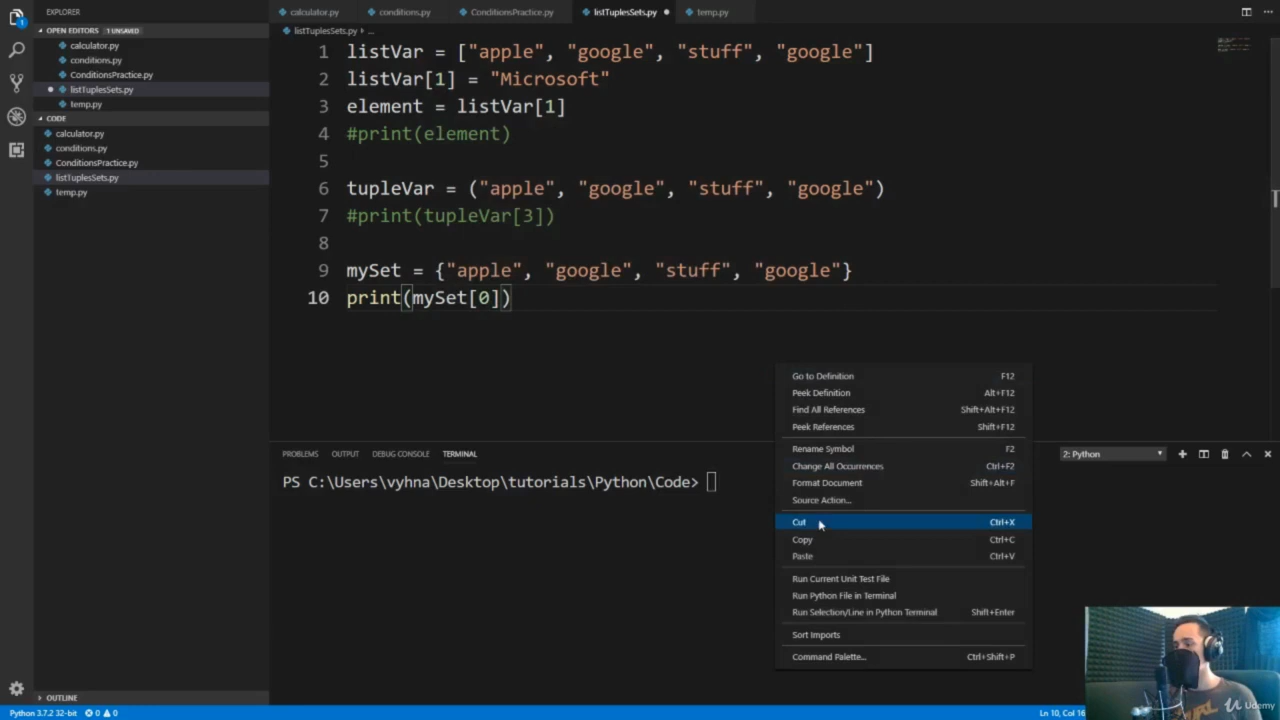 EXPLORER
OPEN EDITORS 1 UNSAVED
calculator.py
conditions.py
ConditionsPractice.py
listTuplesSets.py
temp.py
CODE
calculator.py
conditions.py
ConditionsPractice.py
listTuplesSets.py
temp.py
OUTLINE
1
calculator.py conditions.py ConditionsPractice.py listTuplesSets.py temp.py
listTuplesSets.py ...
1 listVar = ["apple", "google", "stuff", "google"]
2 listVar[1] = "Microsoft"
3 element = listVar[1]
4 #print(element)
5
6 tupleVar = ("apple", "google", "stuff", "google")
7 #print(tupleVar[3])
8
9 mySet = {"apple", "google", "stuff", "google"}
10 print(mySet[0])
Go to Definition F12
Peek Definition Alt+F12
Find All References Shift+Alt+F12
Peek References Shift+F12
Rename Symbol F2
Change All Occurrences Ctrl+F2
Format Document Shift+Alt+F
Source Action...
Cut Ctrl+X
Copy Ctrl+C
Paste Ctrl+V
Run Current Unit Test File
Run Python File in Terminal
Run Selection/Line in Python Terminal Shift+Enter
Sort Imports
Command Palette... Ctrl+Shift+P
PROBLEMS OUTPUT DEBUG CONSOLE TERMINAL 2: Python
PS C:\Users\vyhna\Desktop\tutorials\Python\Code>
Python 3.7.2 32-bit 0 0 Ln 10, Col 16
Udemy